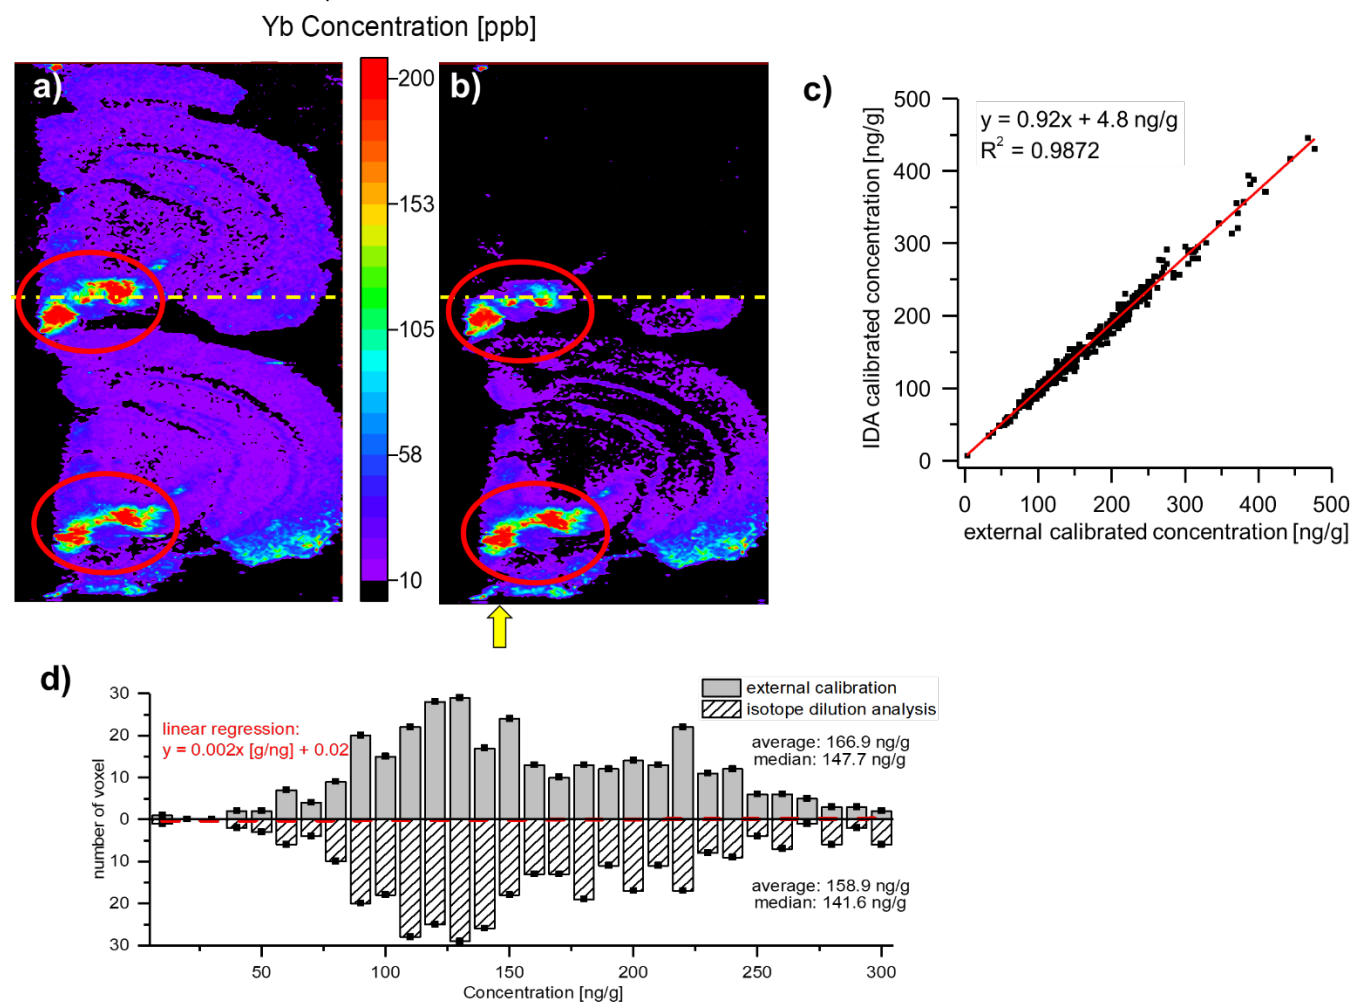 Yb Concentration [ppb]
a)
200
153
105
58
10
b)
c)
500
400
300
200
100
0
y = 0.92x + 4.8 ng/g
R² = 0.9872
IDA calibrated concentration [ng/g]
0 100 200 300 400 500
external calibrated concentration [ng/g]
d)
30
20
10
0
10
20
30
number of voxel
linear regression:
y = 0.002x [g/ng] + 0.02
external calibration
isotope dilution analysis
average: 166.9 ng/g
median: 147.7 ng/g
average: 158.9 ng/g
median: 141.6 ng/g
50 100 150 200 250 300
Concentration [ng/g]